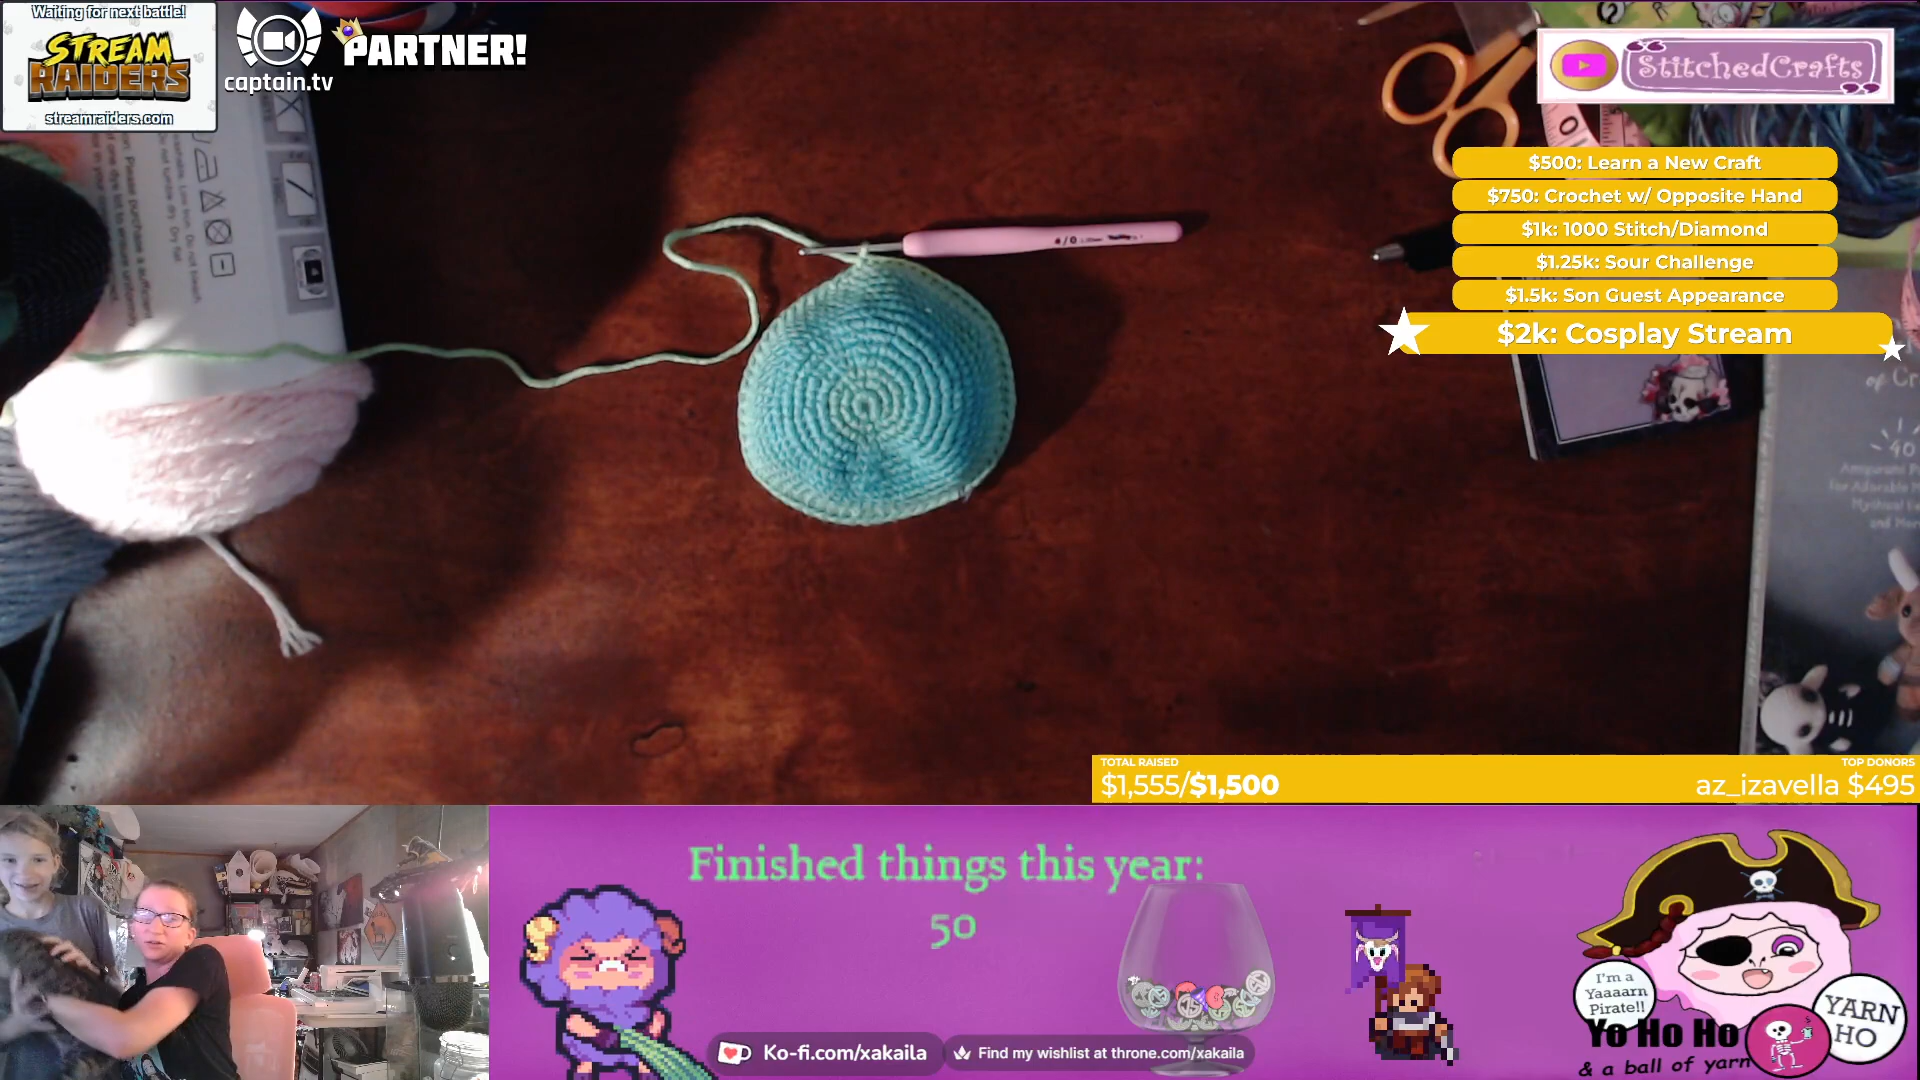 Waiting for next battle!
STREAM
RAIDERS
streamraiders.com
captain.tv
PARTNER!
StitchedCrafts
$500: Learn a New Craft
$750: Crochet w/ Opposite Hand
$1k: 1000 Stitch/Diamond
$1.25k: Sour Challenge
$1.5k: Son Guest Appearance
$2k: Cosplay Stream
40
TOTAL RAISED
$1,555/$1,500
TOP DONORS
az_izavella $495
Finished things this year:
50
Ko-fi.com/xakaila
Find my wishlist at throne.com/xakaila
I'm a
Yaaaarn
Pirate!!
Yo Ho Ho
& a ball of yarn
YARN
HO